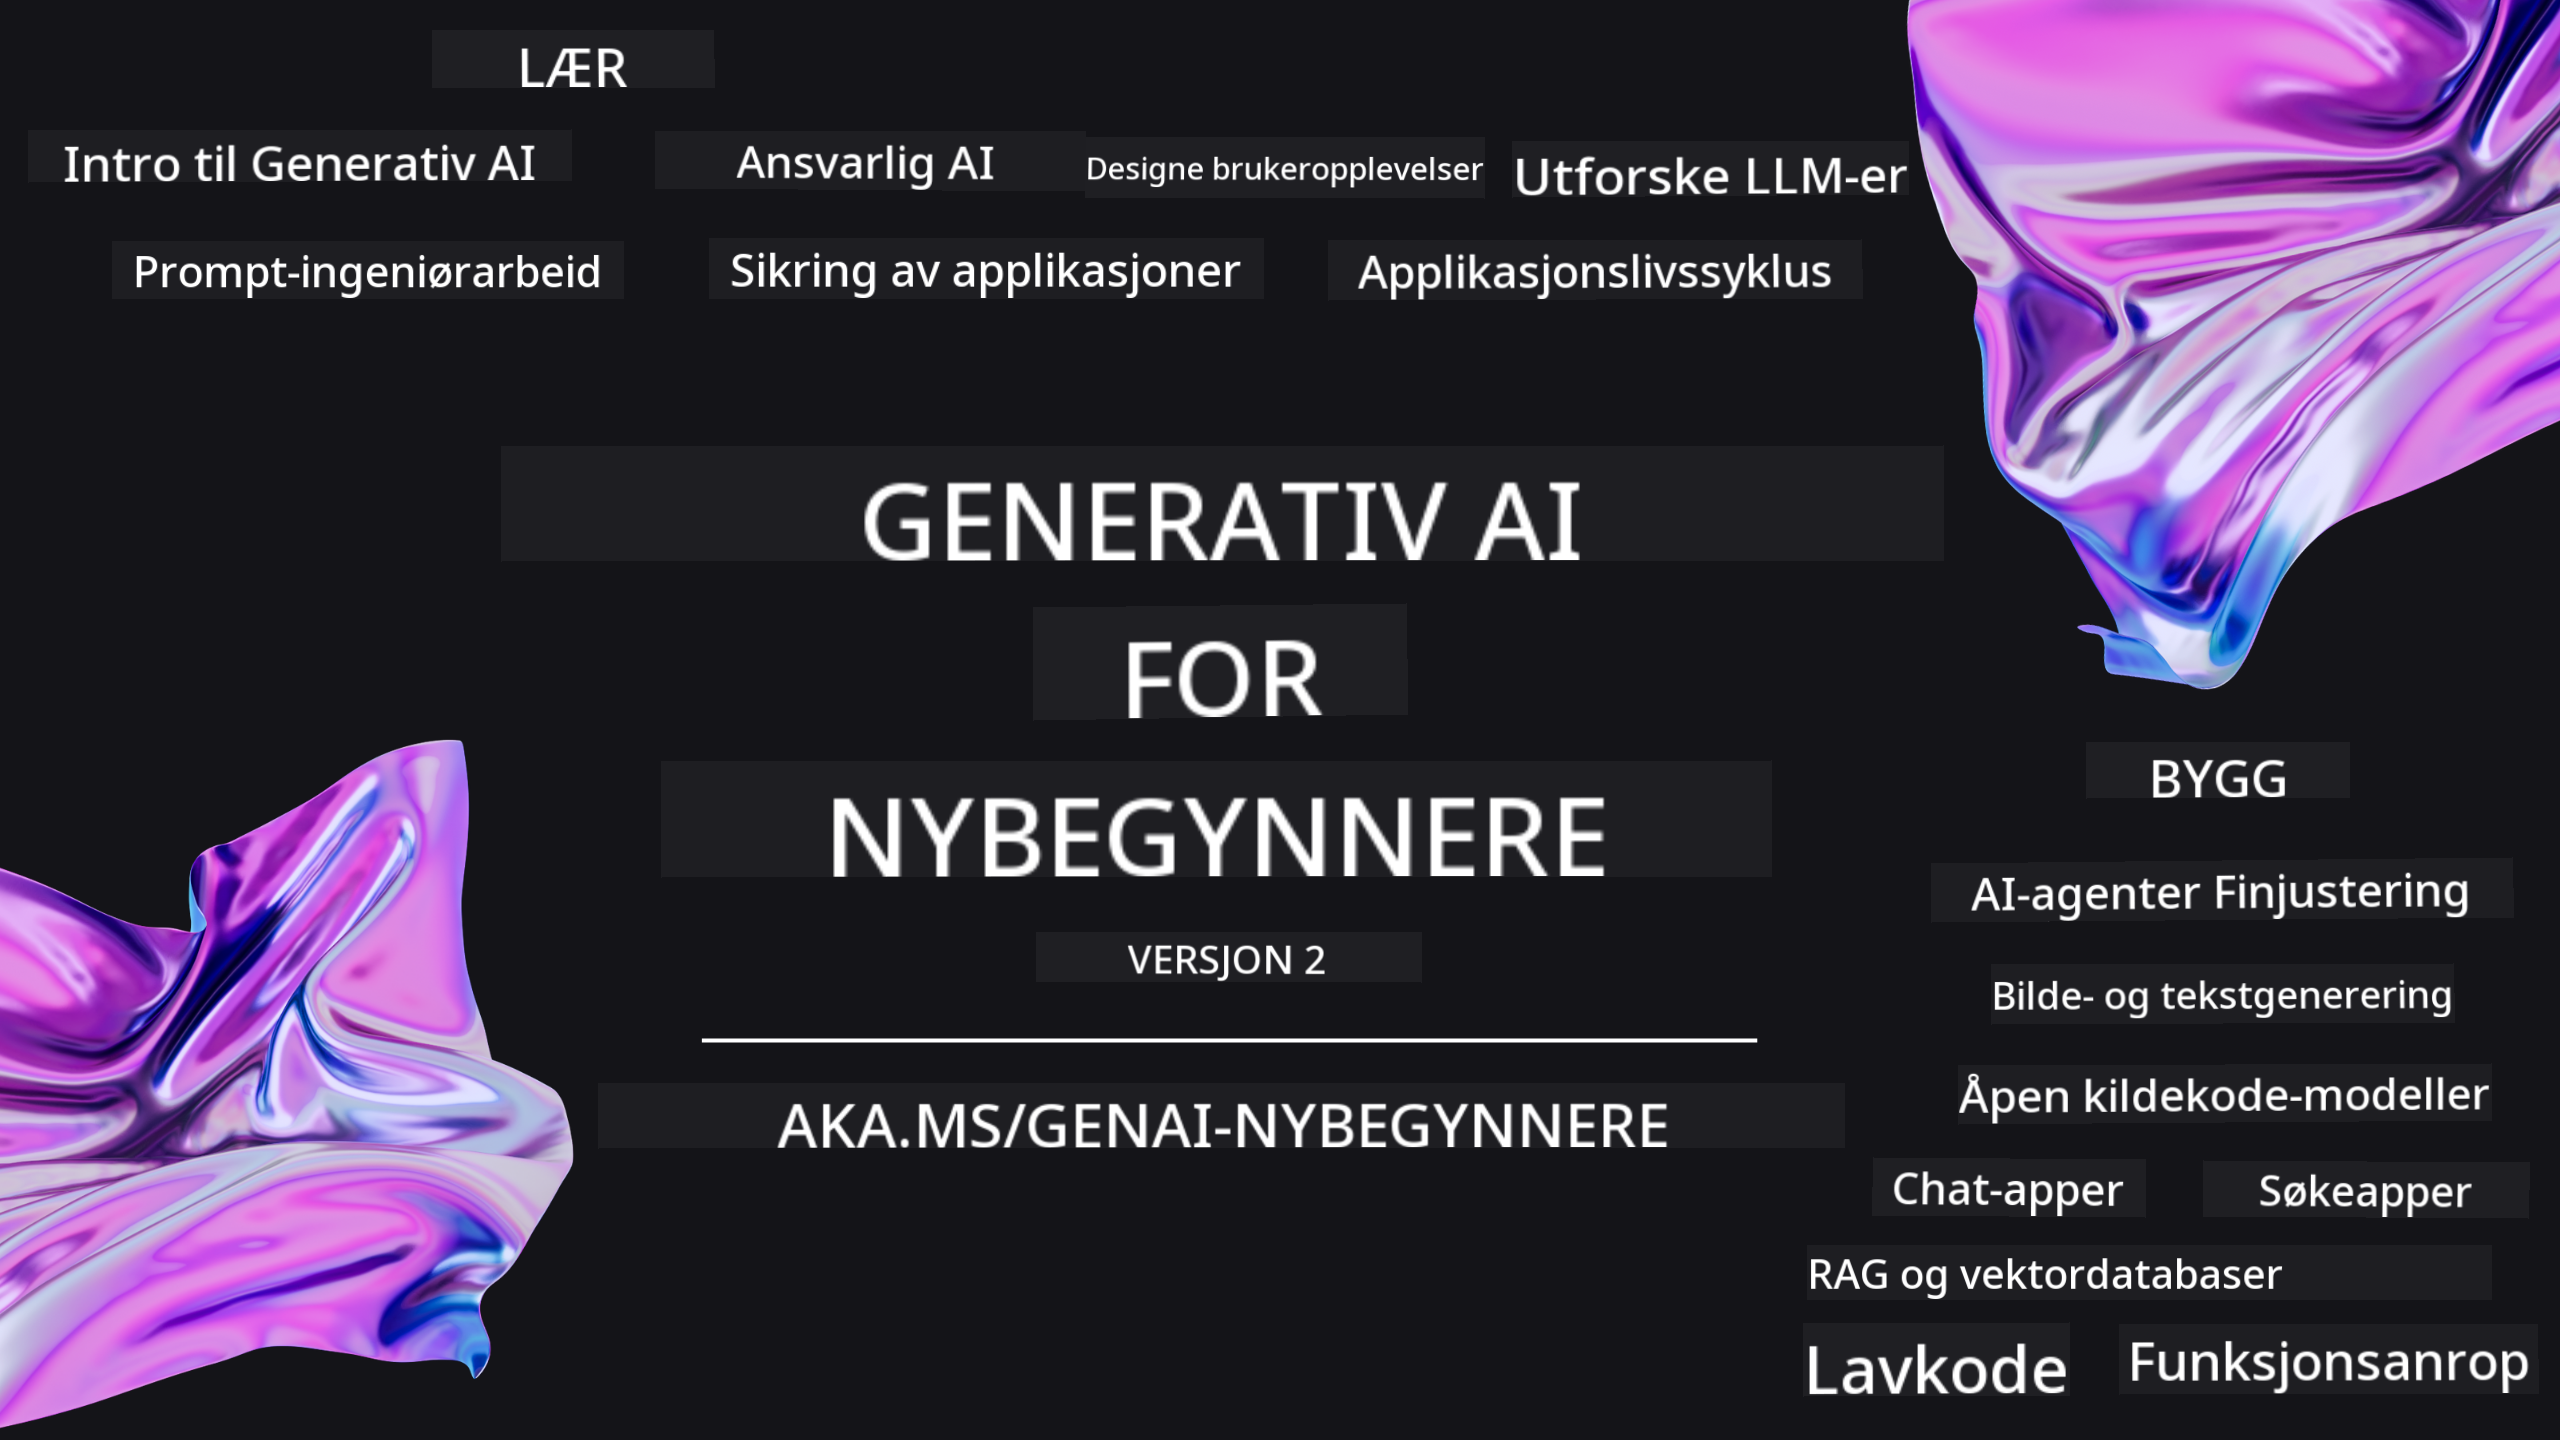 LÆR
Intro til Generativ AI
Ansvarlig AI
Designe brukeropplevelser
Utforske LLM-er
Prompt-ingeniørarbeid
Sikring av applikasjoner
Applikasjonslivssyklus
GENERATIV AI
FOR
NYBEGYNNERE
VERSJON 2
AKA.MS/GENAI-NYBEGYNNERE
BYGG
AI-agenter Finjustering
Bilde- og tekstgenerering
Åpen kildekode-modeller
Chat-apper
Søkeapper
RAG og vektordatabaser
Lavkode
Funksjonsanrop